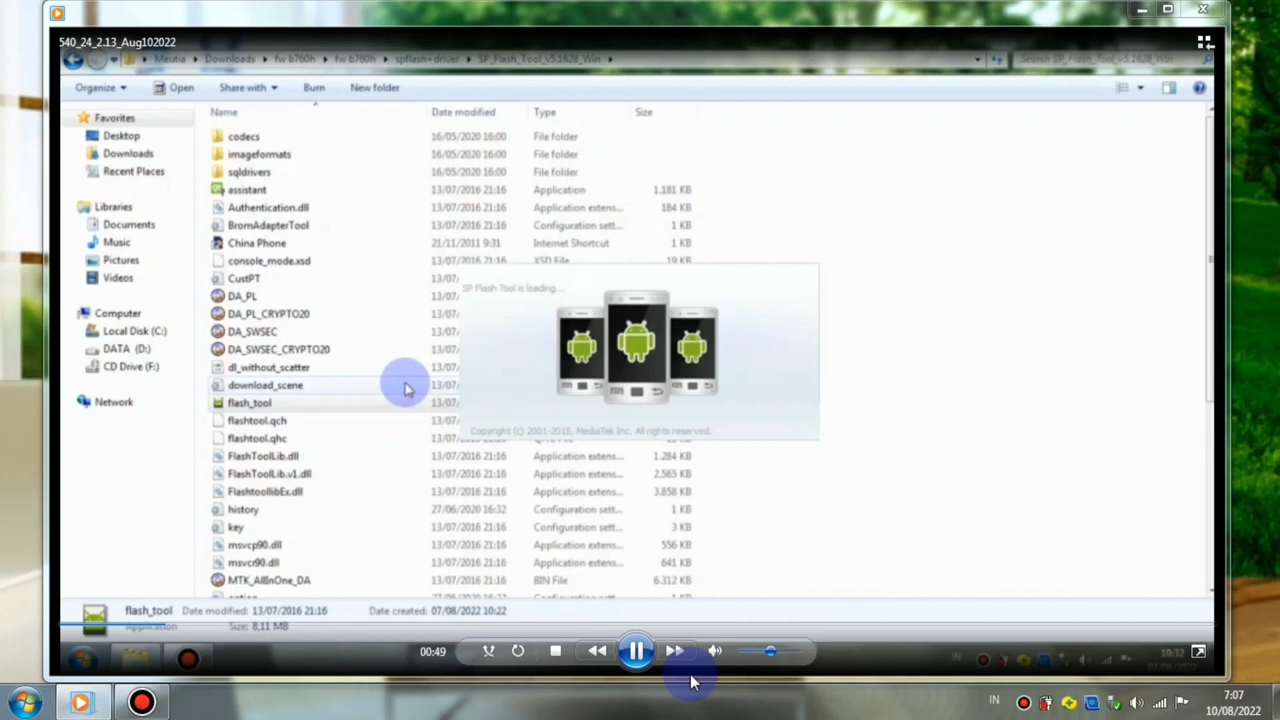 540_24_2.13_Aug102022
Meutia Downloads fw b760h fw b760h spflash+driver SP_Flash_Tool_v5.1628_Win Search SP_Flash_Tool_v5.1628_Win
Organize Open Share with Burn New folder
Name Date modified Type Size
Favorites
Desktop
Downloads
Recent Places
Libraries
Documents
Music
Pictures
Videos
Computer
Local Disk (C:)
DATA (D:)
CD Drive (F:)
Network
codecs 16/05/2020 16:00 File folder
imageformats 16/05/2020 16:00 File folder
sqldrivers 16/05/2020 16:00 File folder
assistant 13/07/2016 21:16 Application 1.181 KB
Authentication.dll 13/07/2016 21:16 Application extens... 184 KB
BromAdapterTool 13/07/2016 21:16 Configuration sett... 1 KB
China Phone 21/11/2011 9:31 Internet Shortcut 1 KB
console_mode.xsd 13/07/2016 21:16 XSD File 19 KB
CustPT 13/07/
DA_PL 13/07/
DA_PL_CRYPTO20 13/07/
DA_SWSEC 13/07/
DA_SWSEC_CRYPTO20 13/07/
dl_without_scatter 13/07/
download_scene 13/07/
flash_tool 13/07/
flashtool.qch 13/07/
flashtool.qhc 13/07/2016 21:16
FlashToolLib.dll 13/07/2016 21:16 Application extens... 1.284 KB
FlashToolLib.v1.dll 13/07/2016 21:16 Application extens... 2.565 KB
FlashtoollibEx.dll 13/07/2016 21:16 Application extens... 3.858 KB
history 27/06/2020 16:32 Configuration sett... 1 KB
key 13/07/2016 21:16 Configuration sett... 3 KB
msvcp90.dll 13/07/2016 21:16 Application extens... 556 KB
msvcr90.dll 13/07/2016 21:16 Application extens... 641 KB
MTK_AllInOne_DA 13/07/2016 21:16 BIN File 6.312 KB
SP Flash Tool is loading...
Copyright (c) 2001-2015, MediaTek Inc. All rights reserved.
flash_tool Date modified: 13/07/2016 21:16 Date created: 07/08/2022 10:22
Application Size: 8,11 MB
00:49
IN 10:32
07/08/2022
IN 7:07
10/08/2022